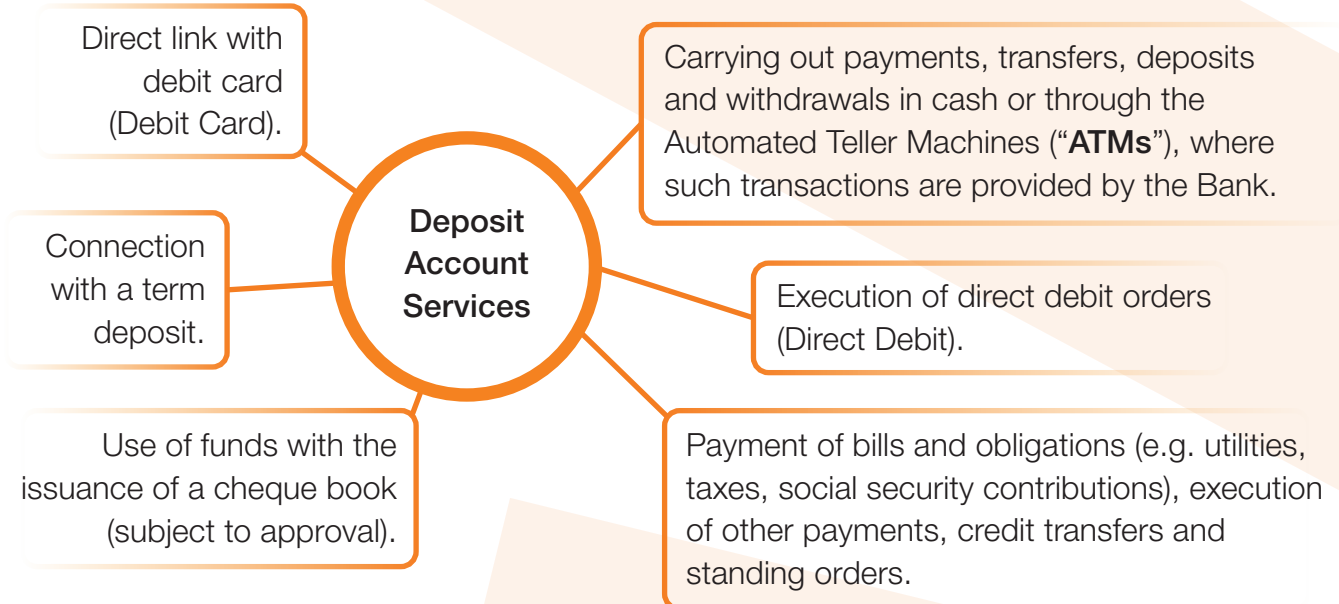 Direct link with
debit card
(Debit Card).
Carrying out payments, transfers, deposits
and withdrawals in cash or through the
Automated Teller Machines (“ATMs”), where
such transactions are provided by the Bank.
Deposit
Account
Services
Connection
with a term
deposit.
Execution of direct debit orders
(Direct Debit).
Use of funds with the
issuance of a cheque book
(subject to approval).
Payment of bills and obligations (e.g. utilities,
taxes, social security contributions), execution
of other payments, credit transfers and
standing orders.